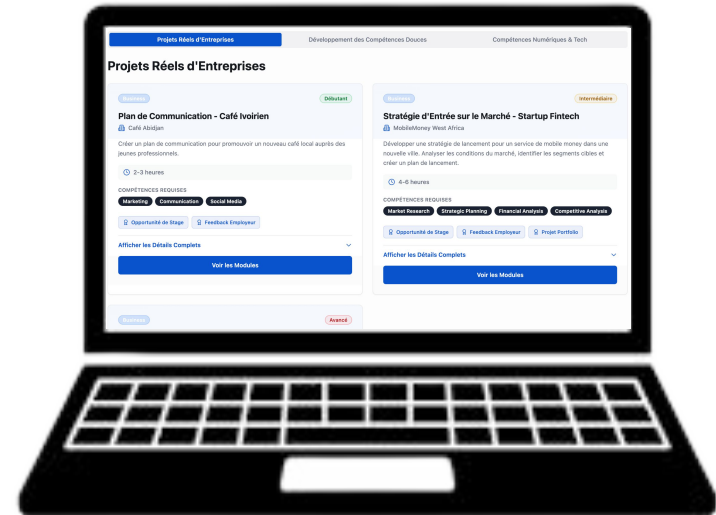 Projets Réels d'Entreprises
Développement des Compétences Douces
Compétences Numériques & Tech
Projets Réels d'Entreprises
Business
Débutant
Plan de Communication - Café Ivoirien
Café Abidjan
Créer un plan de communication pour promouvoir un nouveau café local auprès des
jeunes professionnels.
2-3 heures
COMPÉTENCES REQUISES
Marketing
Communication
Social Media
Opportunité de Stage
Feedback Employeur
Afficher les Détails Complets
Voir les Modules
Business
Intermédiaire
Stratégie d'Entrée sur le Marché - Startup Fintech
MobileMoney West Africa
Développer une stratégie de lancement pour un service de mobile money dans une
nouvelle ville. Analyser les conditions du marché, identifier les segments cibles et
créer un plan de lancement.
4-6 heures
COMPÉTENCES REQUISES
Market Research
Strategic Planning
Financial Analysis
Competitive Analysis
Opportunité de Stage
Feedback Employeur
Projet Portfolio
Afficher les Détails Complets
Voir les Modules
Business
Avancé